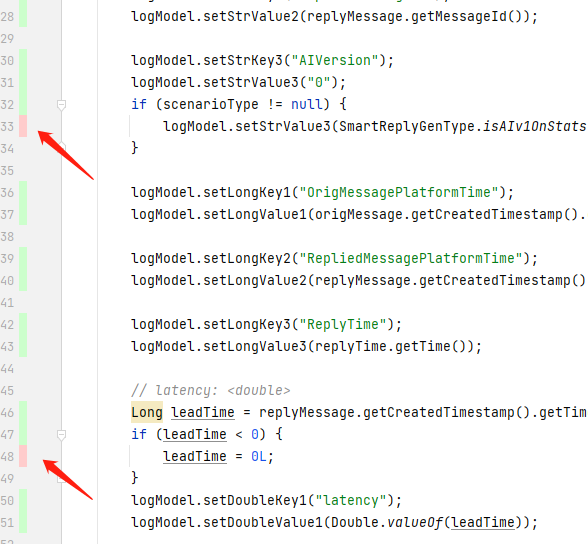 28 logModel.setStrValue2(replyMessage.getMessageId());
29
30 logModel.setStrKey3("AIVersion");
31 logModel.setStrValue3("0");
32 if (scenarioType != null) {
33 logModel.setStrValue3(SmartReplyGenType.isAIv1OnStats
34 }
35
36 logModel.setLongKey1("OrigMessagePlatformTime");
37 logModel.setLongValue1(origMessage.getCreatedTimestamp().
38
39 logModel.setLongKey2("RepliedMessagePlatformTime");
40 logModel.setLongValue2(replyMessage.getCreatedTimestamp()
41
42 logModel.setLongKey3("ReplyTime");
43 logModel.setLongValue3(replyTime.getTime());
44
45 // latency: <double>
46 Long leadTime = replyMessage.getCreatedTimestamp().getTim
47 if (leadTime < 0) {
48 leadTime = 0L;
49 }
50 logModel.setDoubleKey1("latency");
51 logModel.setDoubleValue1(Double.valueOf(leadTime));